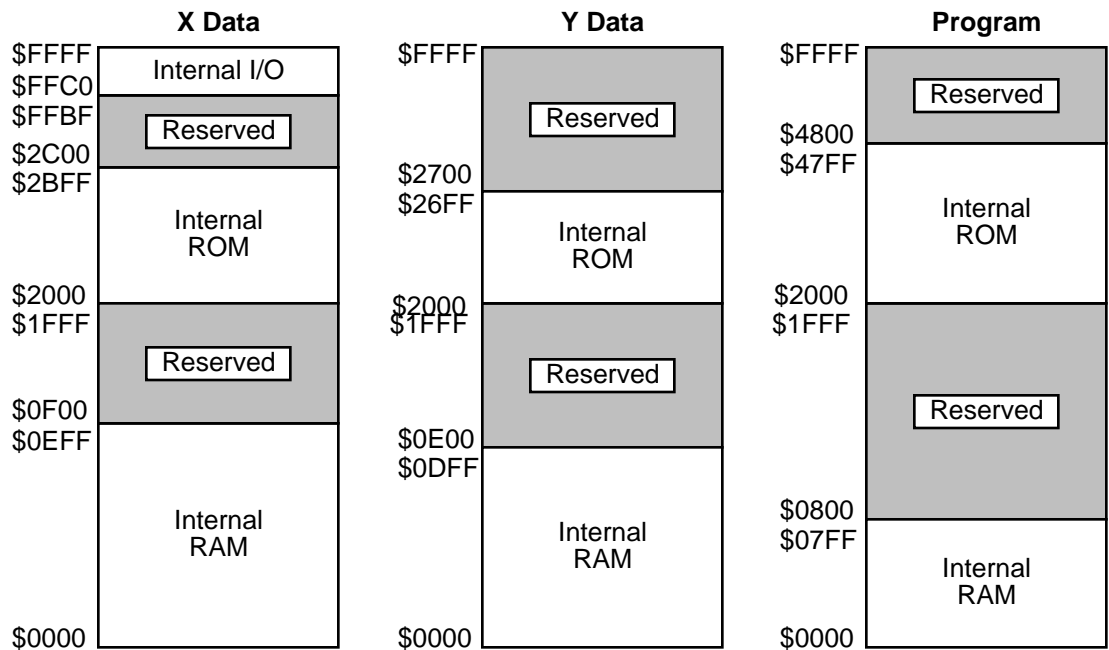 X Data
$FFFF
Internal I/O
$FFC0
$FFBF
Reserved
$2C00
$2BFF
Internal
ROM
$2000
$1FFF
Reserved
$0F00
$0EFF
Internal
RAM
$0000
Y Data
$FFFF
Reserved
$2700
$26FF
Internal
ROM
$2000
$1FFF
Reserved
$0E00
$0DFF
Internal
RAM
$0000
Program
$FFFF
Reserved
$4800
$47FF
Internal
ROM
$2000
$1FFF
Reserved
$0800
$07FF
Internal
RAM
$0000